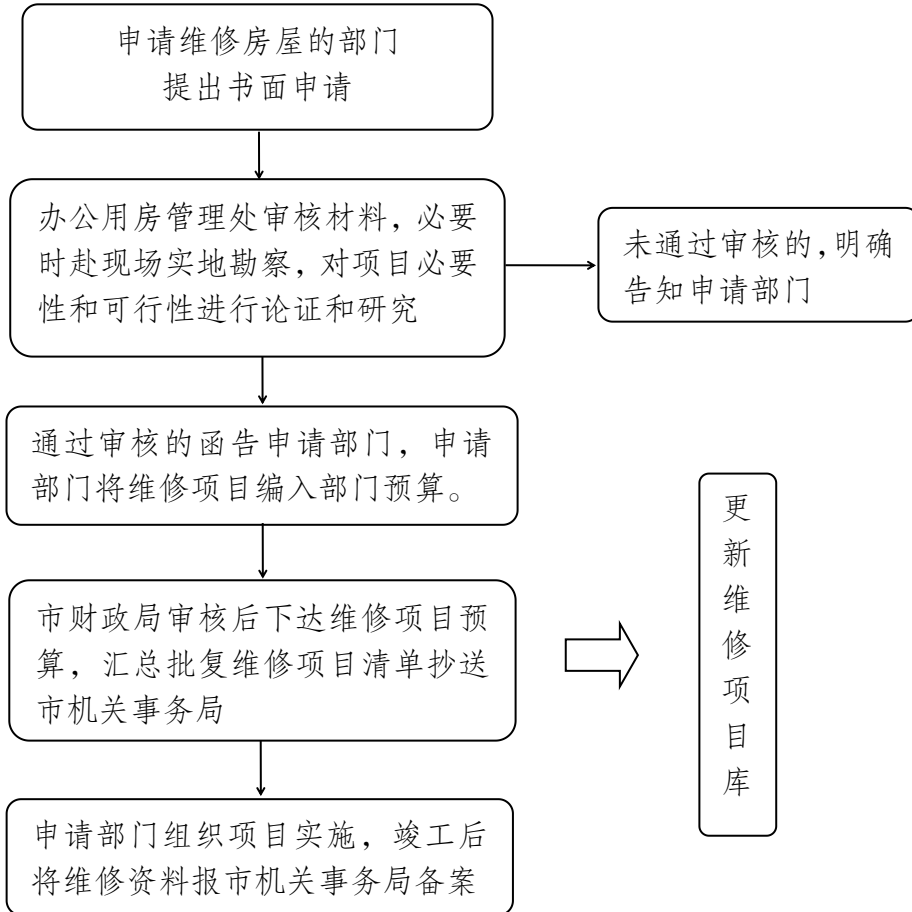 申请维修房屋的部门
提出书面申请
办公用房管理处审核材料，必要
时赴现场实地勘察，对项目必要
性和可行性进行论证和研究
未通过审核的，明确
告知申请部门
通过审核的函告申请部门，申请
部门将维修项目编入部门预算。
市财政局审核后下达维修项目预
算，汇总批复维修项目清单抄送
市机关事务局
更新维修项目库
申请部门组织项目实施，竣工后
将维修资料报市机关事务局备案